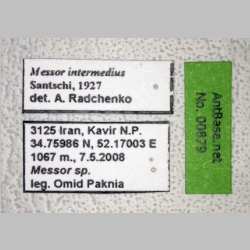 Messor intermedius
Santschi, 1927
det. A. Radchenko
3125 Iran, Kavir N.P.
34.75986 N, 52.17003 E
1067 m., 7.5.2008
Messor sp.
leg. Omid Paknia
AntBase.net
No. 00879